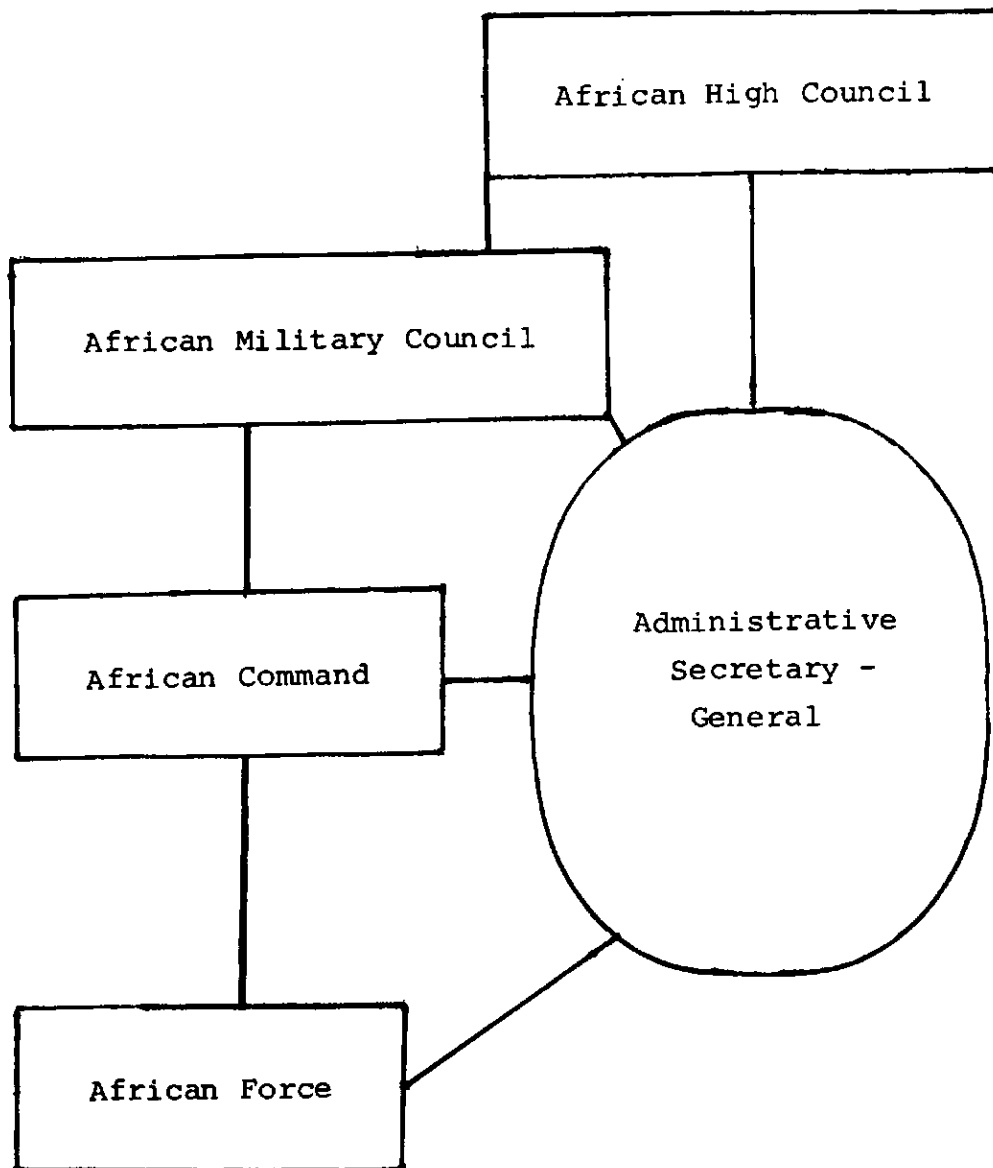 African High Council
African Military Council
African Command
Administrative
Secretary -
General
African Force